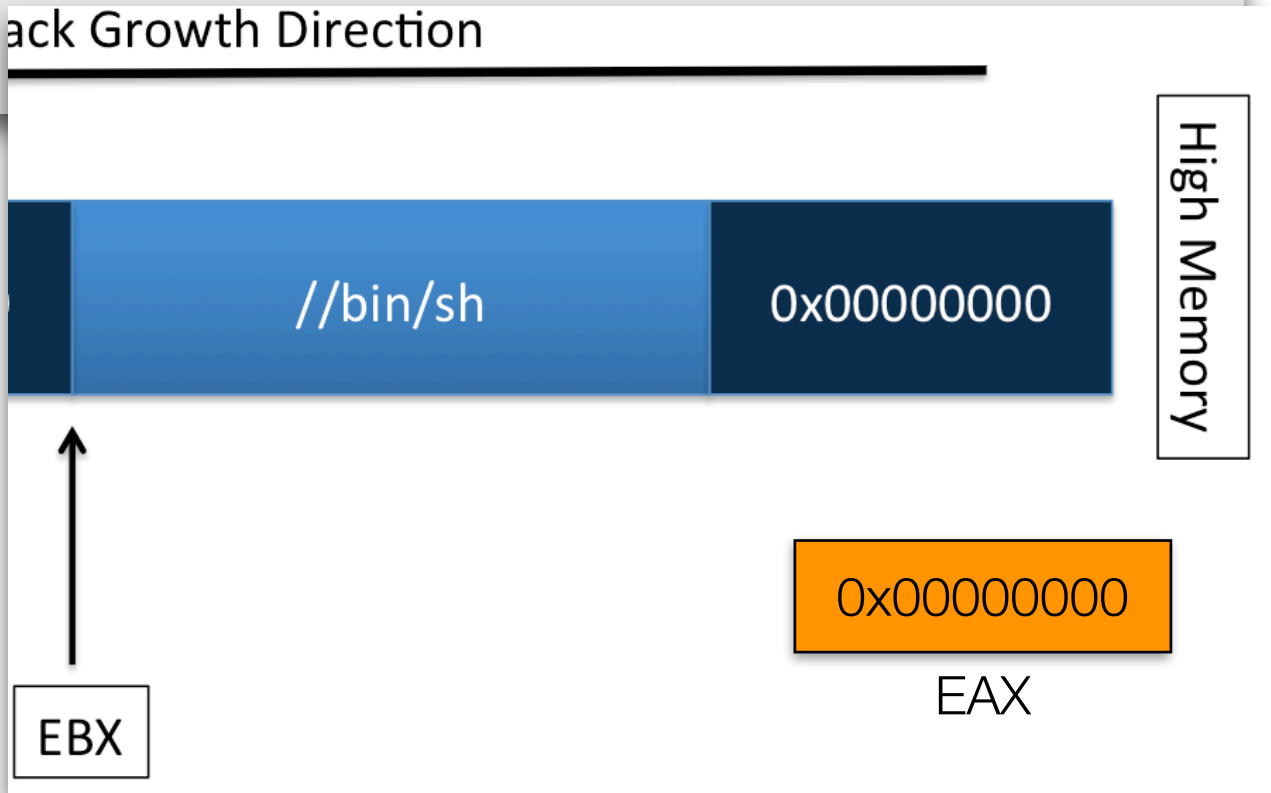 ack Growth Direction
High Memory
//bin/sh
0x00000000
0x00000000
EAX
EBX